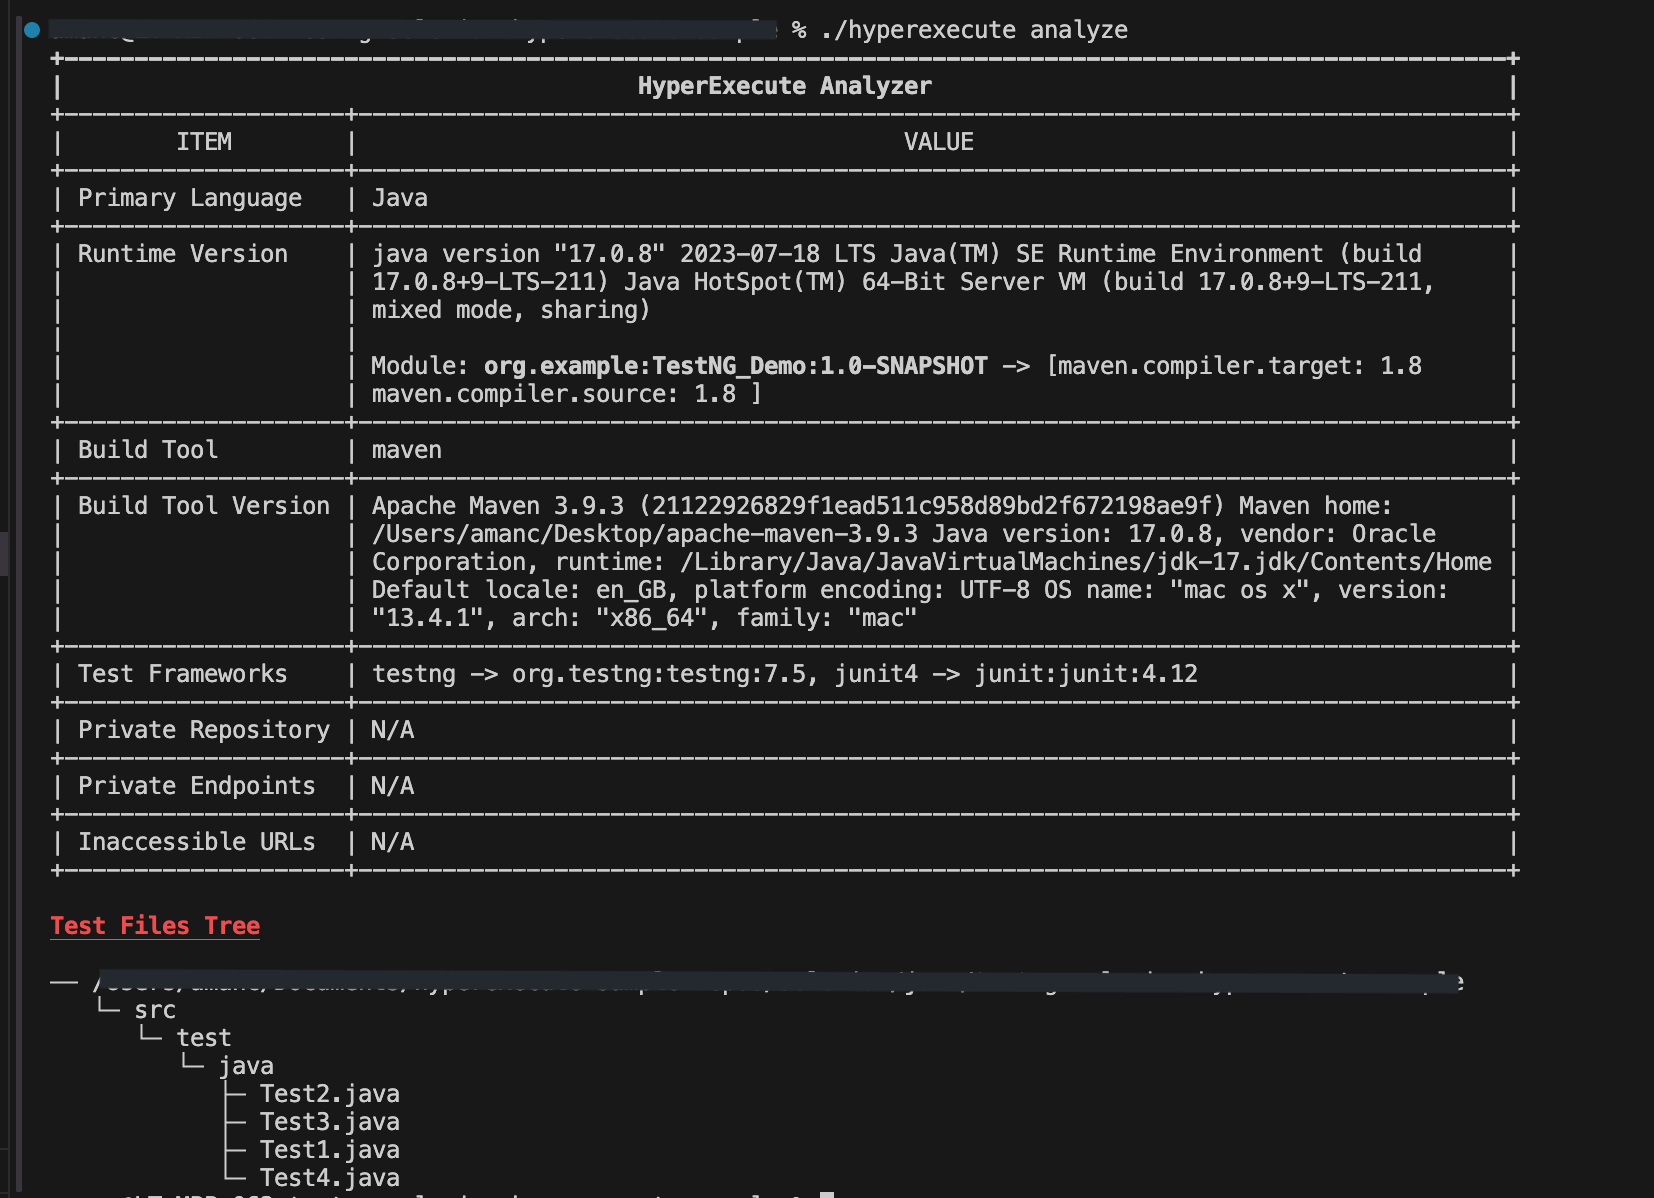 % ./hyperexecute analyze
HyperExecute Analyzer
ITEM | VALUE
Primary Language | Java
Runtime Version | java version "17.0.8" 2023-07-18 LTS Java(TM) SE Runtime Environment (build
17.0.8+9-LTS-211) Java HotSpot(TM) 64-Bit Server VM (build 17.0.8+9-LTS-211,
mixed mode, sharing)
Module: org.example:TestNG_Demo:1.0-SNAPSHOT -> [maven.compiler.target: 1.8
maven.compiler.source: 1.8 ]
Build Tool | maven
Build Tool Version | Apache Maven 3.9.3 (21122926829f1ead511c958d89bd2f672198ae9f) Maven home:
/Users/amanc/Desktop/apache-maven-3.9.3 Java version: 17.0.8, vendor: Oracle
Corporation, runtime: /Library/Java/JavaVirtualMachines/jdk-17.jdk/Contents/Home
Default locale: en_GB, platform encoding: UTF-8 OS name: "mac os x", version:
"13.4.1", arch: "x86_64", family: "mac"
Test Frameworks | testng -> org.testng:testng:7.5, junit4 -> junit:junit:4.12
Private Repository | N/A
Private Endpoints | N/A
Inaccessible URLs | N/A
Test Files Tree
└─ src
└─ test
└─ java
├─ Test2.java
├─ Test3.java
├─ Test1.java
└─ Test4.java